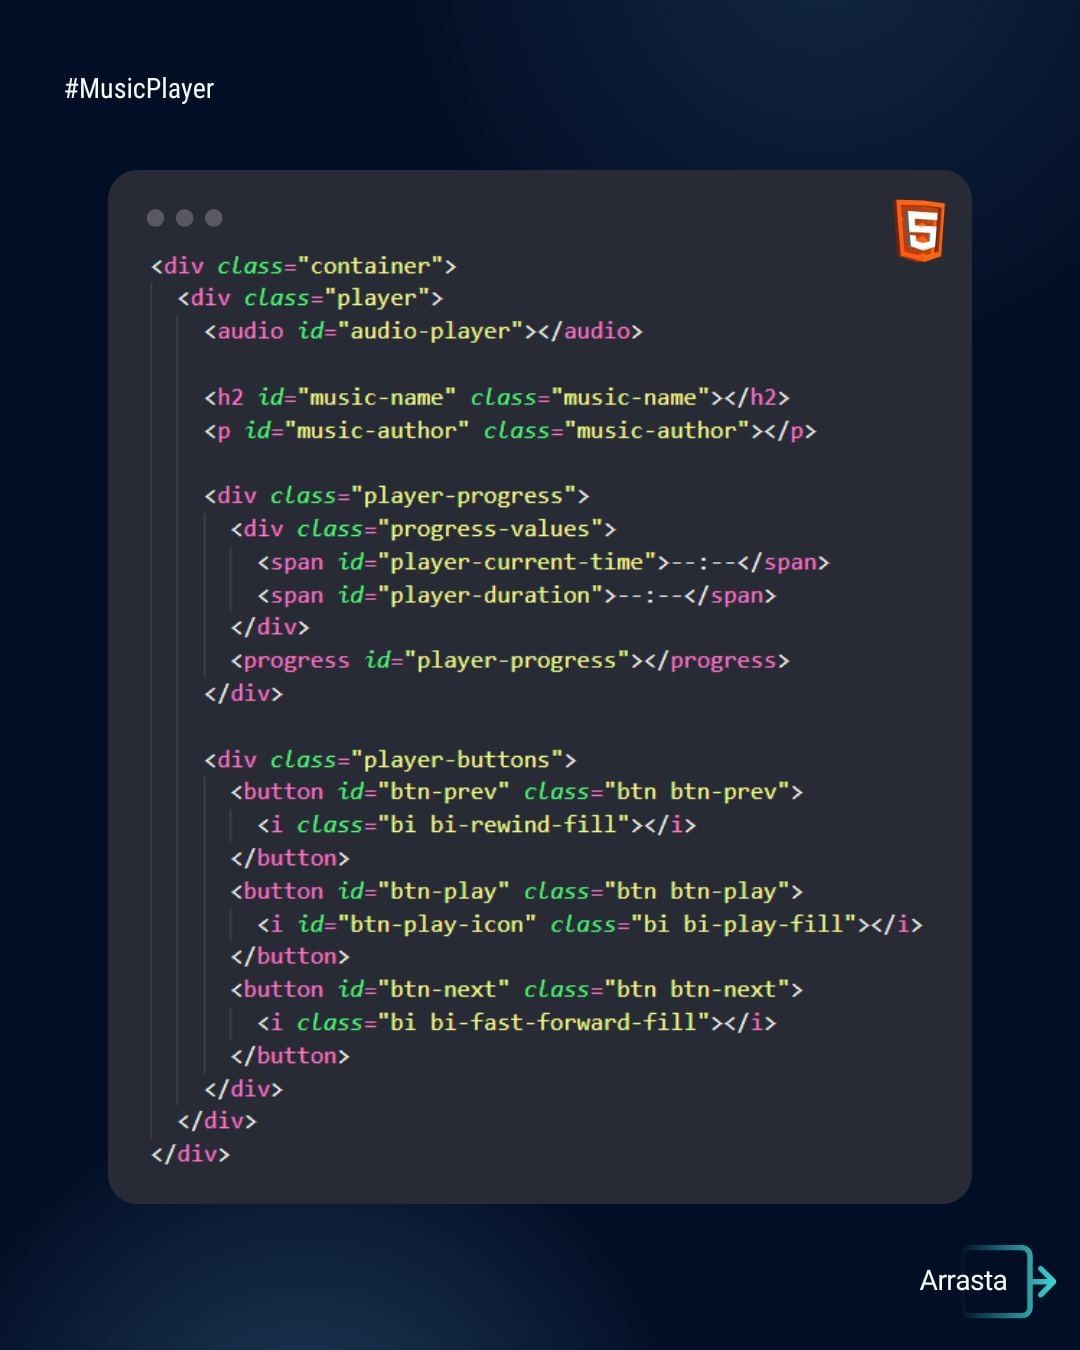 #MusicPlayer
<div class="container">
<div class="player">
<audio id="audio-player"></audio>
<h2 id="music-name" class="music-name"></h2>
<p id="music-author" class="music-author"></p>
<div class="player-progress">
<div class="progress-values">
<span id="player-current-time">--:--</span>
<span id="player-duration">--:--</span>
</div>
<progress id="player-progress"></progress>
</div>
<div class="player-buttons">
<button id="btn-prev" class="btn btn-prev">
<i class="bi bi-rewind-fill"></i>
</button>
<button id="btn-play" class="btn btn-play">
<i id="btn-play-icon" class="bi bi-play-fill"></i>
</button>
<button id="btn-next" class="btn btn-next">
<i class="bi bi-fast-forward-fill"></i>
</button>
</div>
</div>
</div>
Arrasta